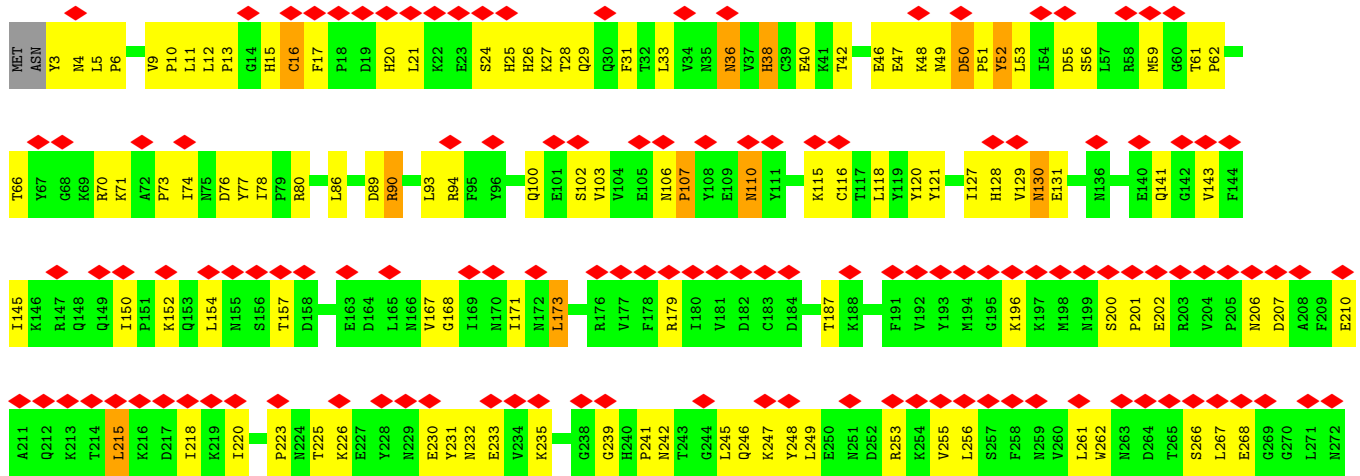 MET ASN Y3 N4 L5 P6 V9 P10 L11 L12 P13 G14 H15 C16 F17 P18 D19 H20 L21 K22 E23 S24 H25 H26 K27 T28 Q29 Q30 F31 T32 L33 V34 N35 N36 V37 H38 C39 E40 K41 T42 E46 E47 K48 N49 D50 P51 Y52 L53 I54 D55 S56 L57 R58 M59 G60 T61 P62
T66 Y67 G68 K69 R70 K71 A72 P73 I74 N75 D76 Y77 I78 P79 R80 L86 D89 R90 L93 R94 F95 Y96 Q100 E101 S102 V103 V104 E105 N106 P107 Y108 E109 N110 Y111 K115 C116 T117 L118 Y119 Y120 Y121 I127 H128 V129 N130 E131 N136 E140 Q141 G142 V143 F144
I145 K146 R147 Q148 Q149 I150 P151 K152 Q153 L154 N155 S156 T157 D158 E163 D164 L165 N166 V167 G168 I169 N170 I171 N172 L173 R176 V177 F178 R179 I180 V181 D182 C183 D184 T187 K188 F191 V192 Y193 M194 G195 K196 K197 M198 N199 S200 P201 E202 R203 V204 P205 N206 D207 A208 F209 E210
A211 Q212 K213 T214 L215 K216 D217 I218 K219 I220 P223 N224 T225 K226 E227 Y228 N229 E230 Y231 N232 E233 V234 K235 G238 G239 H240 P241 N242 T243 G244 L245 Q246 K247 Y248 L249 E250 N251 D252 R253 K254 V255 L256 S257 F258 N259 V260 L261 W262 N263 D264 T265 S266 L267 E268 G269 G270 L271 N272